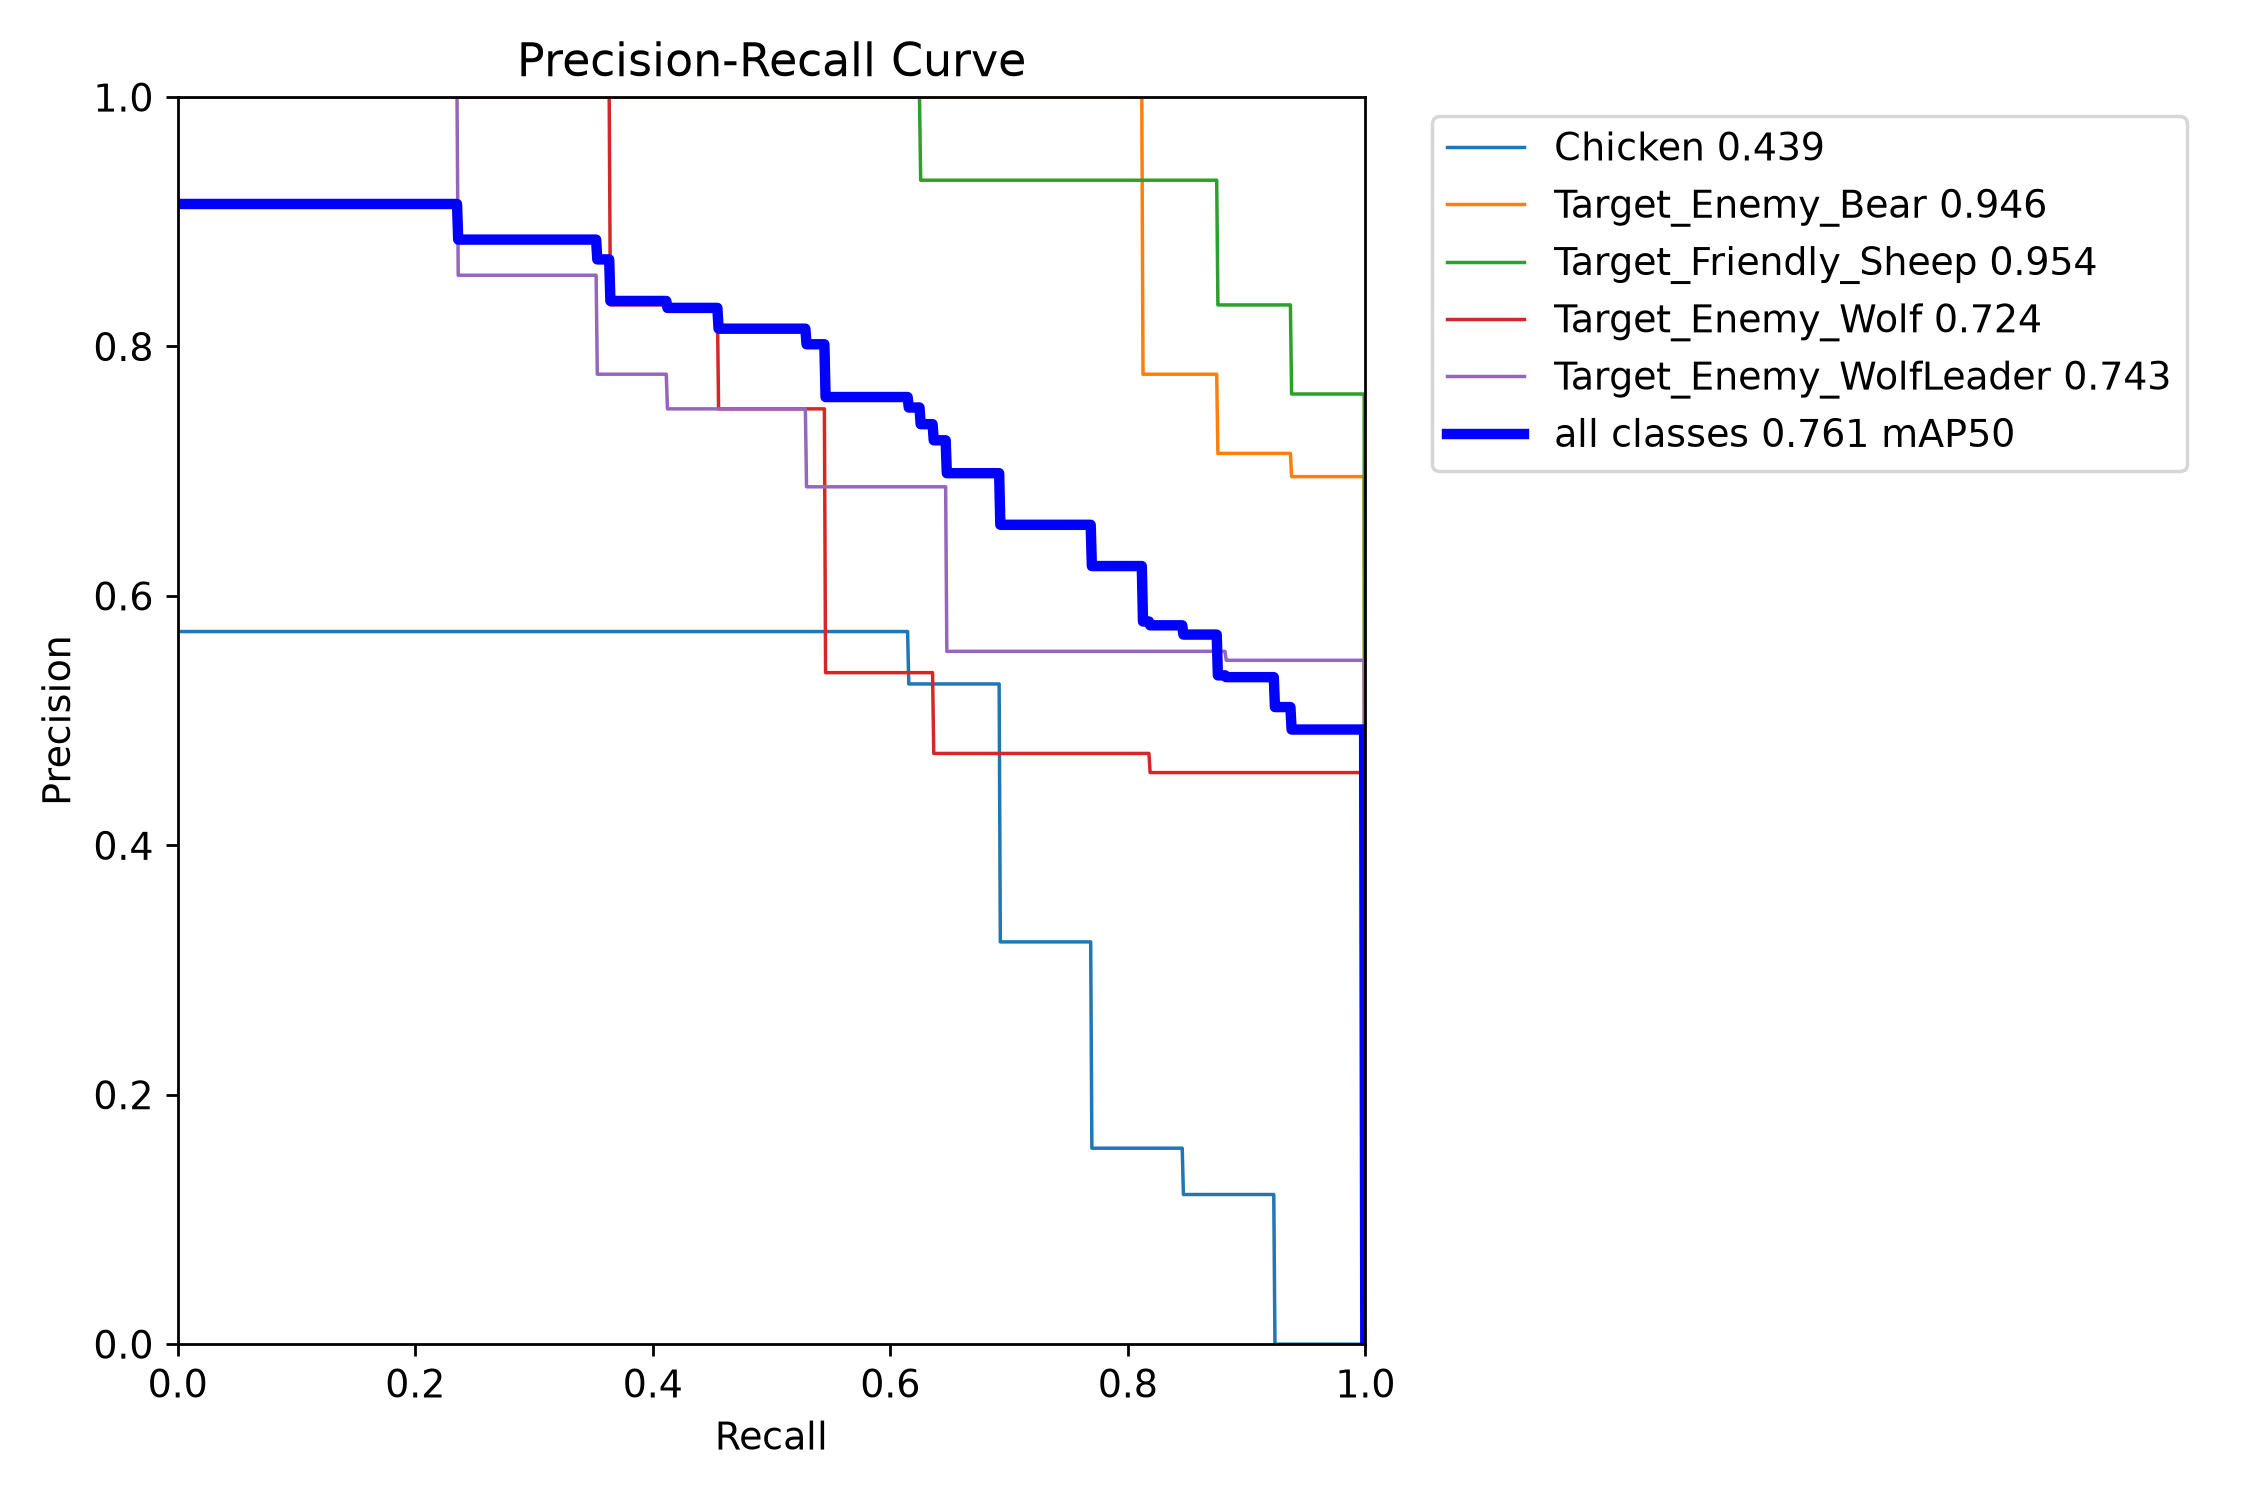 Precision-Recall Curve
1.0
0.8
0.6
0.4
0.2
0.0
Precision
0.0 0.2 0.4 0.6 0.8 1.0
Recall
Chicken 0.439
Target_Enemy_Bear 0.946
Target_Friendly_Sheep 0.954
Target_Enemy_Wolf 0.724
Target_Enemy_WolfLeader 0.743
all classes 0.761 mAP50